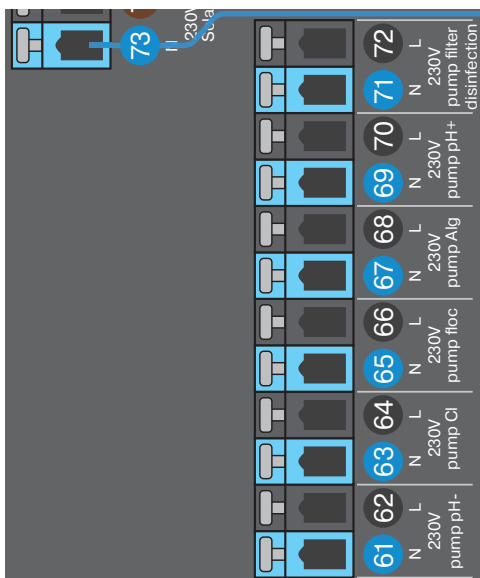 73
N
230V
Sola
72
L
71
N
230V
pump filter
disinfection
70
L
69
N
230V
pump pH+
68
L
67
N
230V
pump Alg
66
L
65
N
230V
pump floc
64
L
63
N
230V
pump Cl
62
L
61
N
230V
pump pH-